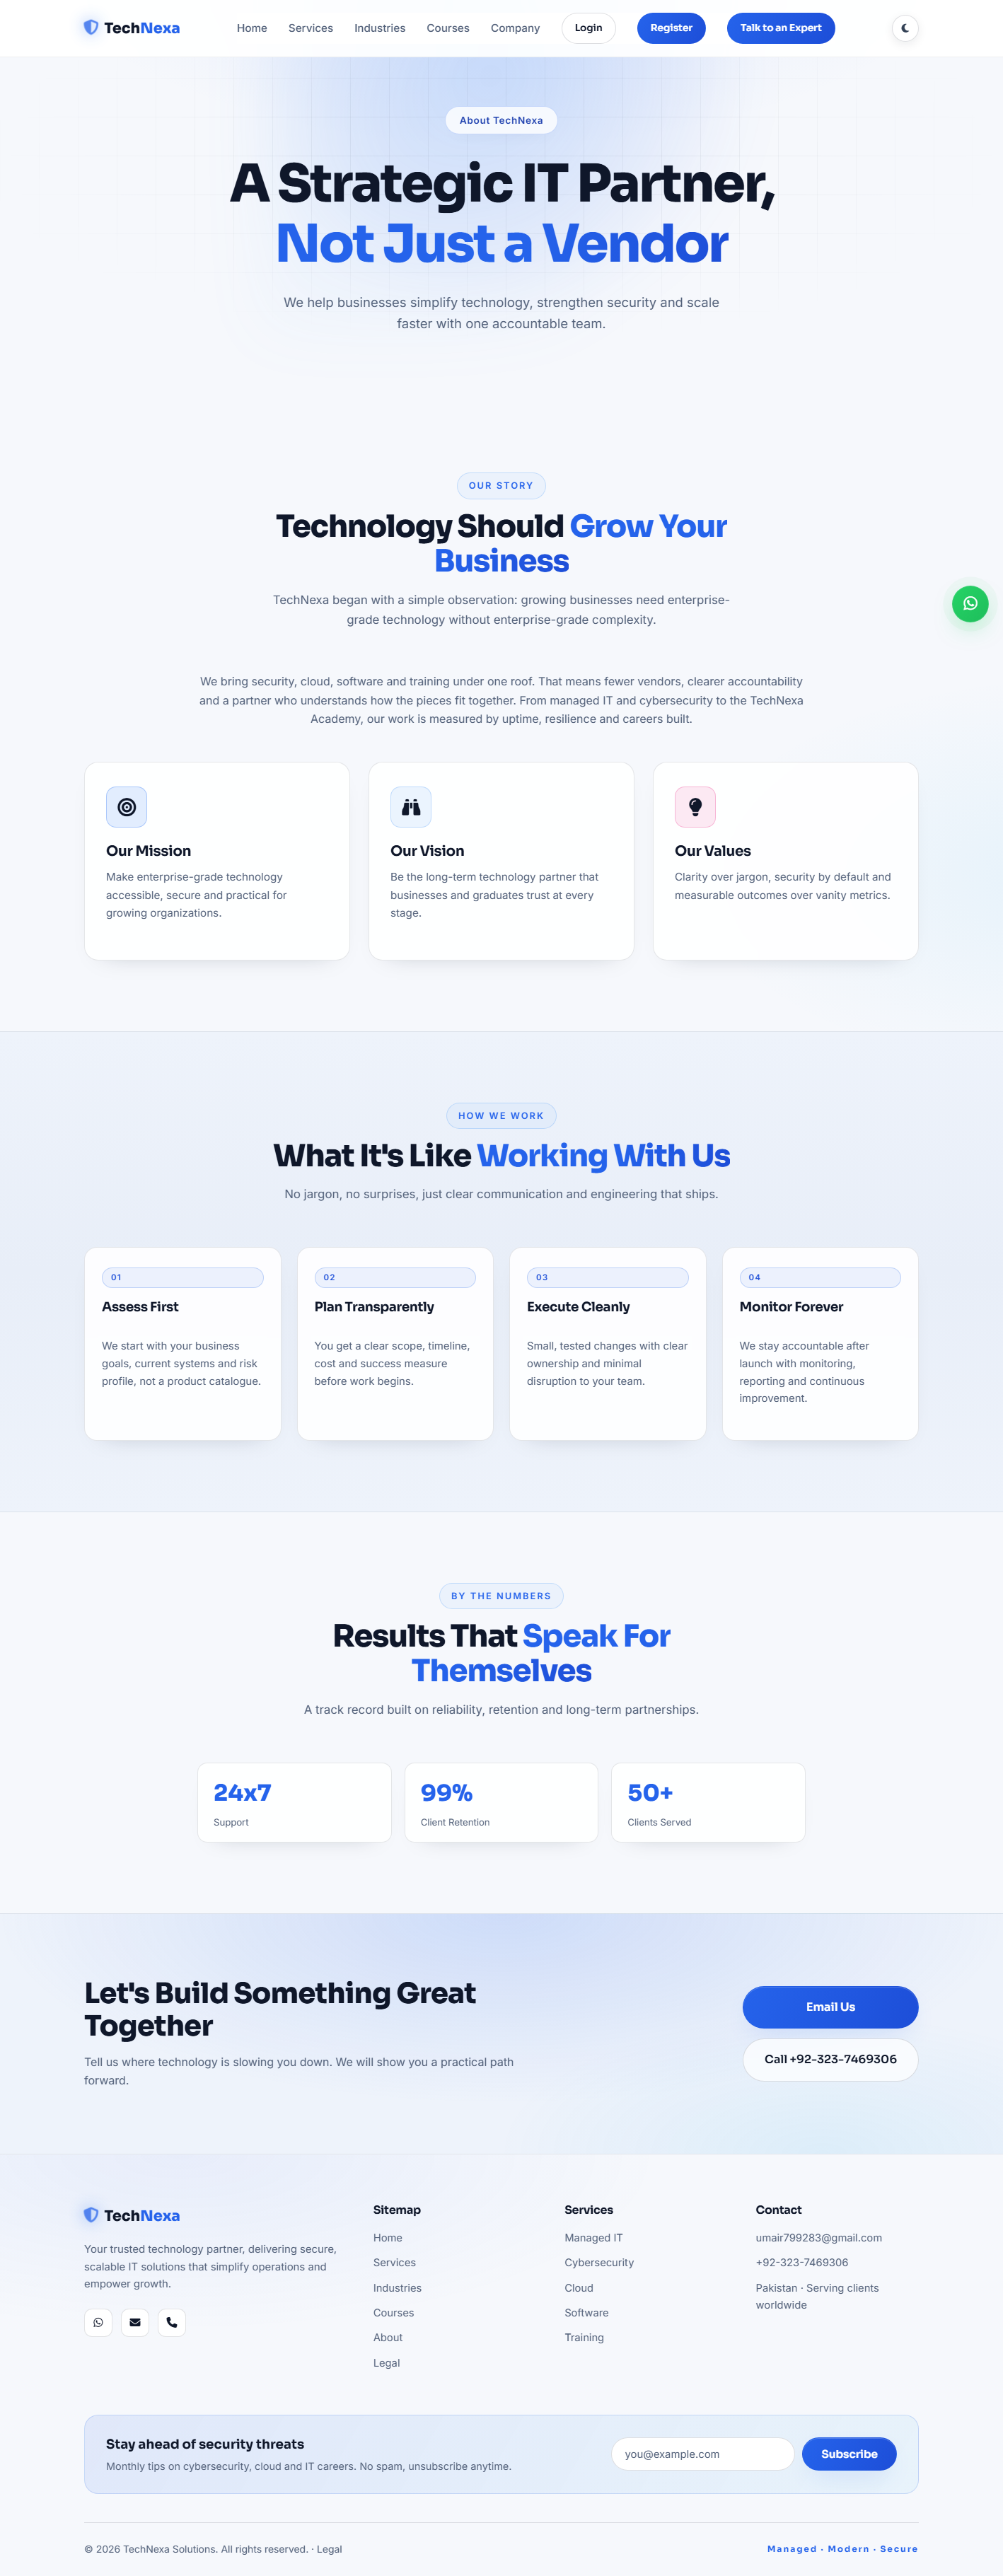 TechNexa
Home
Services
Industries
Courses
Company
Login
Register
Talk to an Expert
About TechNexa
A Strategic IT Partner,
Not Just a Vendor
We help businesses simplify technology, strengthen security and scale
faster with one accountable team.
OUR STORY
Technology Should Grow Your
Business
TechNexa began with a simple observation: growing businesses need enterprise-
grade technology without enterprise-grade complexity.
We bring security, cloud, software and training under one roof. That means fewer vendors, clearer accountability
and a partner who understands how the pieces fit together. From managed IT and cybersecurity to the TechNexa
Academy, our work is measured by uptime, resilience and careers built.
Our Mission
Make enterprise-grade technology
accessible, secure and practical for
growing organizations.
Our Vision
Be the long-term technology partner that
businesses and graduates trust at every
stage.
Our Values
Clarity over jargon, security by default and
measurable outcomes over vanity metrics.
HOW WE WORK
What It's Like Working With Us
No jargon, no surprises, just clear communication and engineering that ships.
01
Assess First
We start with your business
goals, current systems and risk
profile, not a product catalogue.
02
Plan Transparently
You get a clear scope, timeline,
cost and success measure
before work begins.
03
Execute Cleanly
Small, tested changes with clear
ownership and minimal
disruption to your team.
04
Monitor Forever
We stay accountable after
launch with monitoring,
reporting and continuous
improvement.
BY THE NUMBERS
Results That Speak For
Themselves
A track record built on reliability, retention and long-term partnerships.
24x7
Support
99%
Client Retention
50+
Clients Served
Let's Build Something Great
Together
Tell us where technology is slowing you down. We will show you a practical path
forward.
Email Us
Call +92-323-7469306
TechNexa
Your trusted technology partner, delivering secure,
scalable IT solutions that simplify operations and
empower growth.
Sitemap
Home
Services
Industries
Courses
About
Legal
Services
Managed IT
Cybersecurity
Cloud
Software
Training
Contact
umair799283@gmail.com
+92-323-7469306
Pakistan · Serving clients
worldwide
Stay ahead of security threats
Monthly tips on cybersecurity, cloud and IT careers. No spam, unsubscribe anytime.
you@example.com
Subscribe
© 2026 TechNexa Solutions. All rights reserved. · Legal
Managed · Modern · Secure